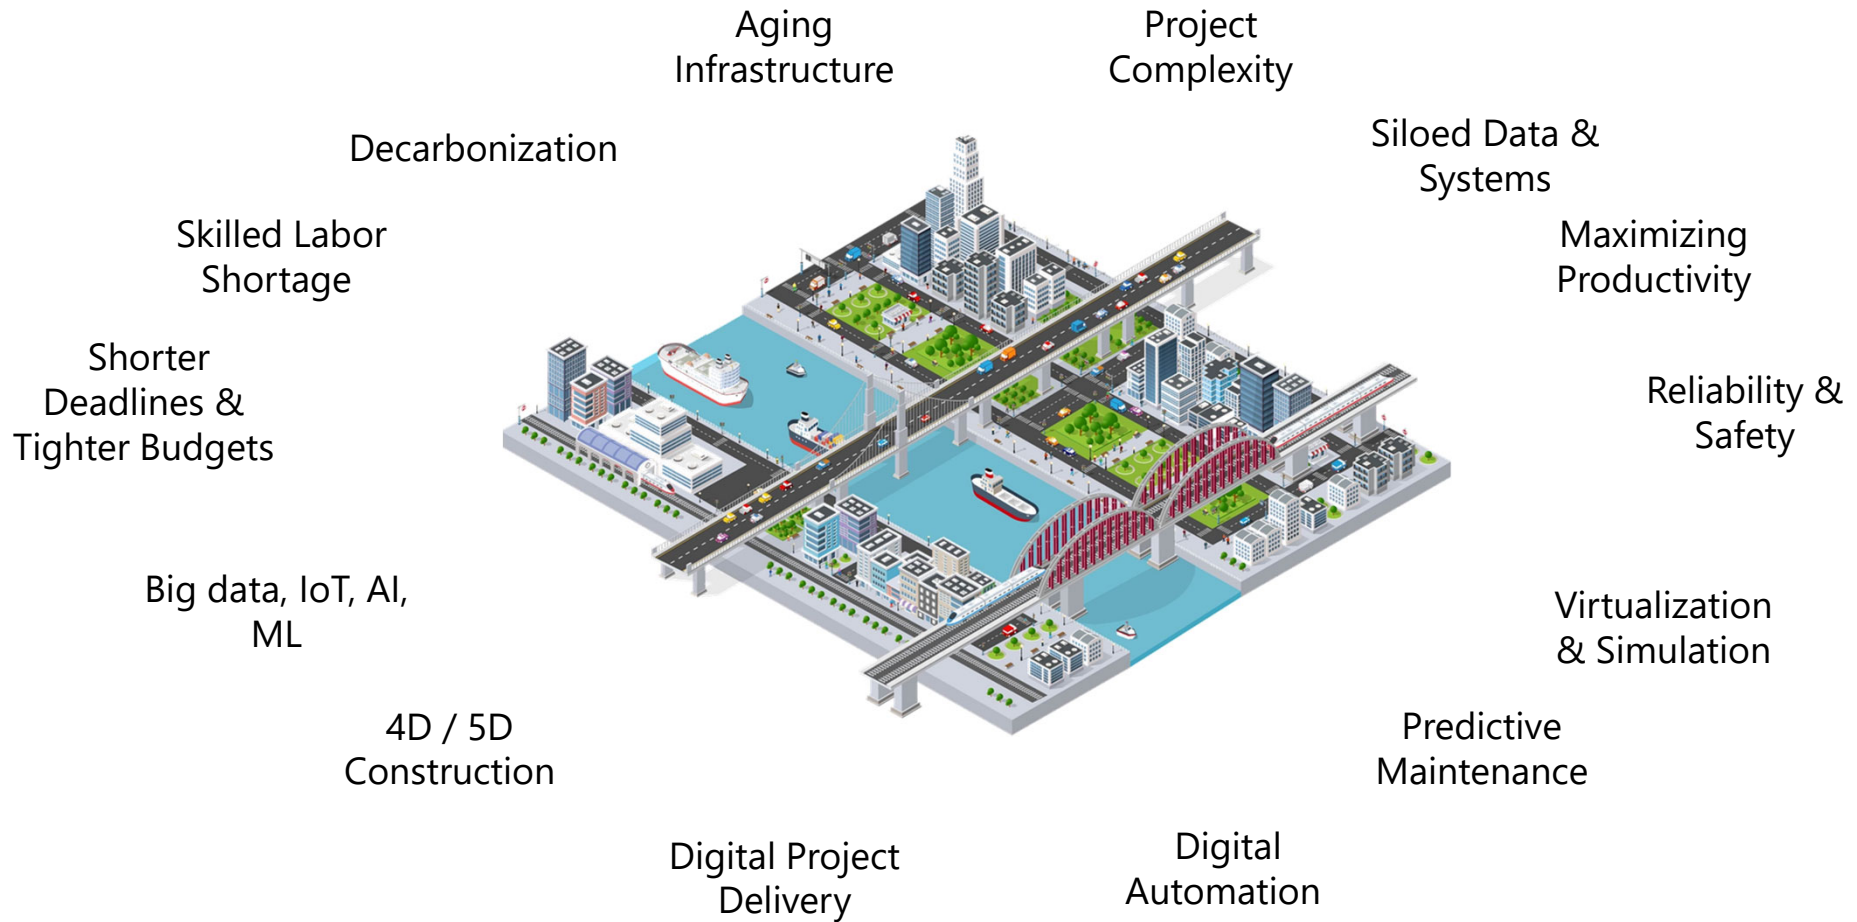 Aging
Infrastructure
Project
Complexity
Decarbonization
Siloed Data &
Systems
Skilled Labor
Shortage
Maximizing
Productivity
Shorter
Deadlines &
Tighter Budgets
Reliability &
Safety
Big data, IoT, AI,
ML
Virtualization
& Simulation
4D / 5D
Construction
Predictive
Maintenance
Digital Project
Delivery
Digital
Automation